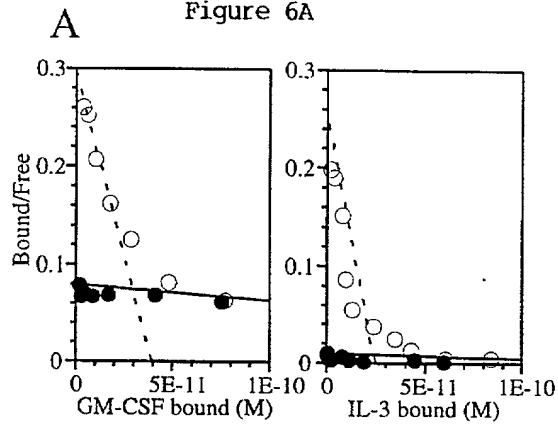 Figure 6A
A
0.3
0.2
0.1
0
Bound/Free
0
5E-11
1E-10
GM-CSF bound (M)
0.3
0.2
0.1
0
0
5E-11
1E-10
IL-3 bound (M)